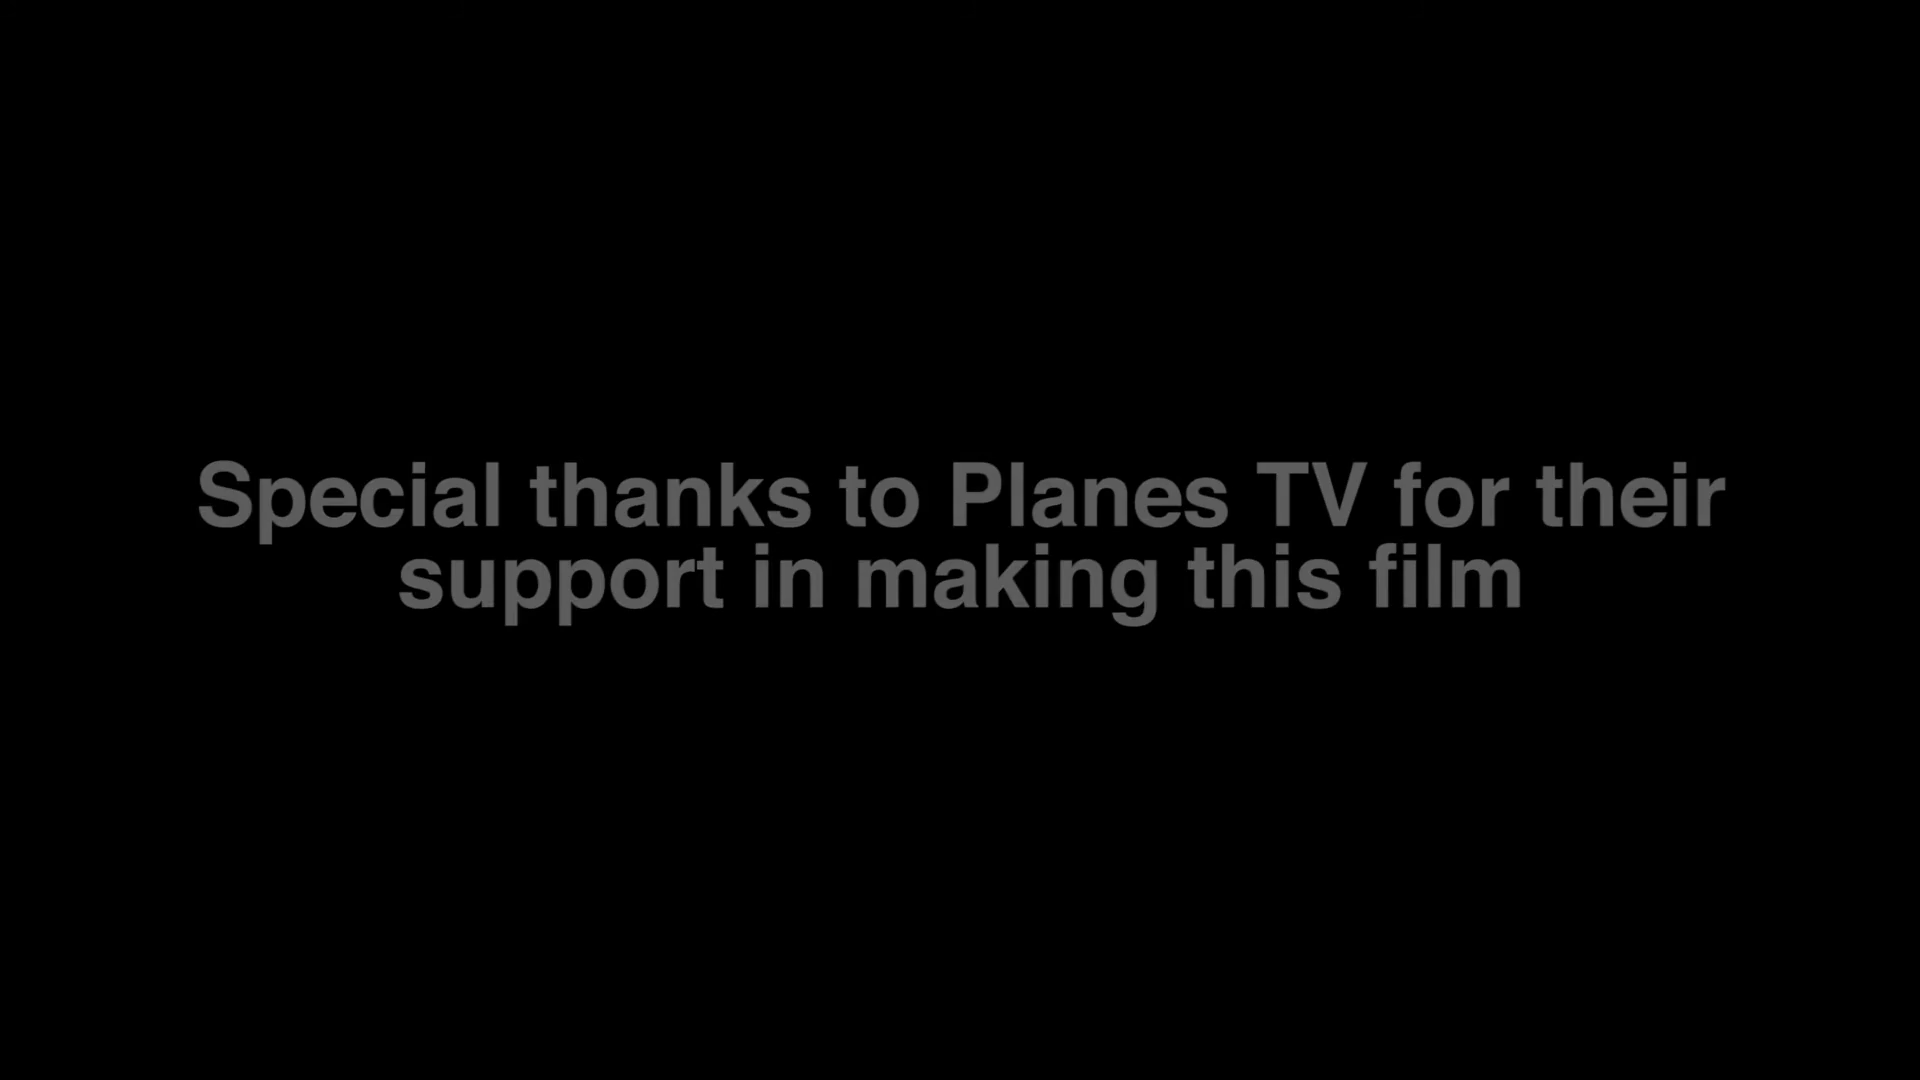 Special thanks to Planes TV for their
support in making this film